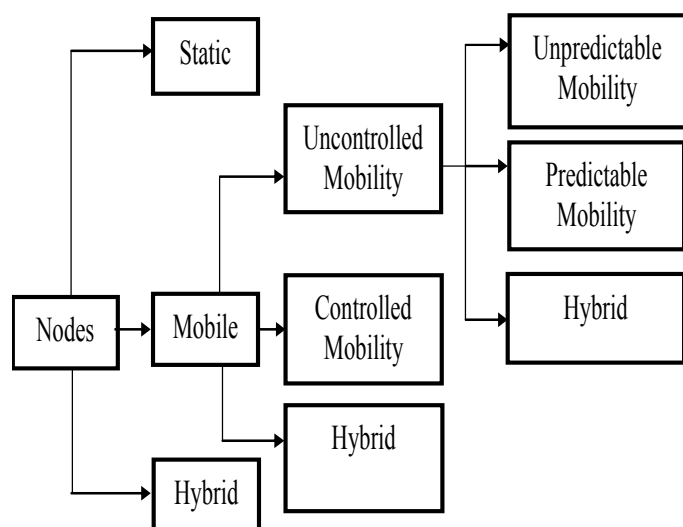 Static
Unpredictable
Mobility
Uncontrolled
Mobility
Predictable
Mobility
Nodes
Mobile
Controlled
Mobility
Hybrid
Hybrid
Hybrid